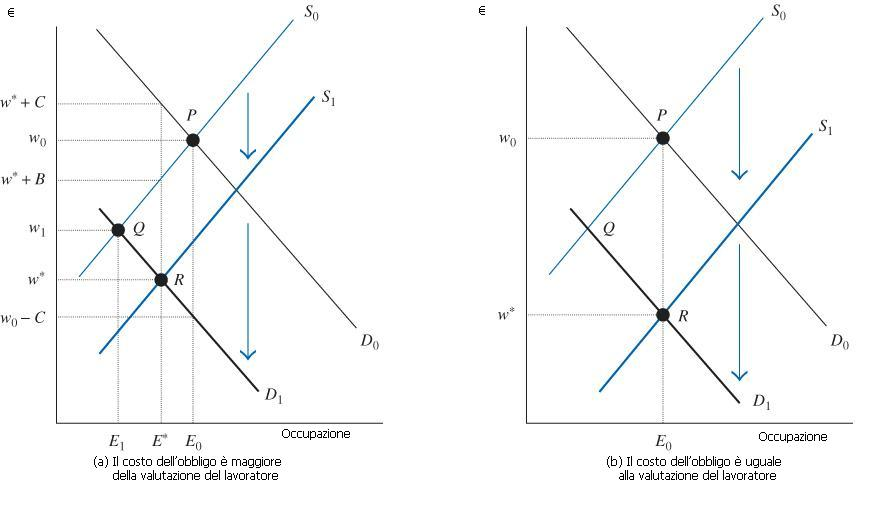 €
S0
S1
w* + C
P
w0
w* + B
w1
Q
w*
R
w0 − C
D0
D1
E1 E* E0
Occupazione
(a) Il costo dell'obbligo è maggiore
della valutazione del lavoratore
€
S0
S1
P
w0
Q
w*
R
D0
D1
E0
Occupazione
(b) Il costo dell'obbligo è uguale
alla valutazione del lavoratore